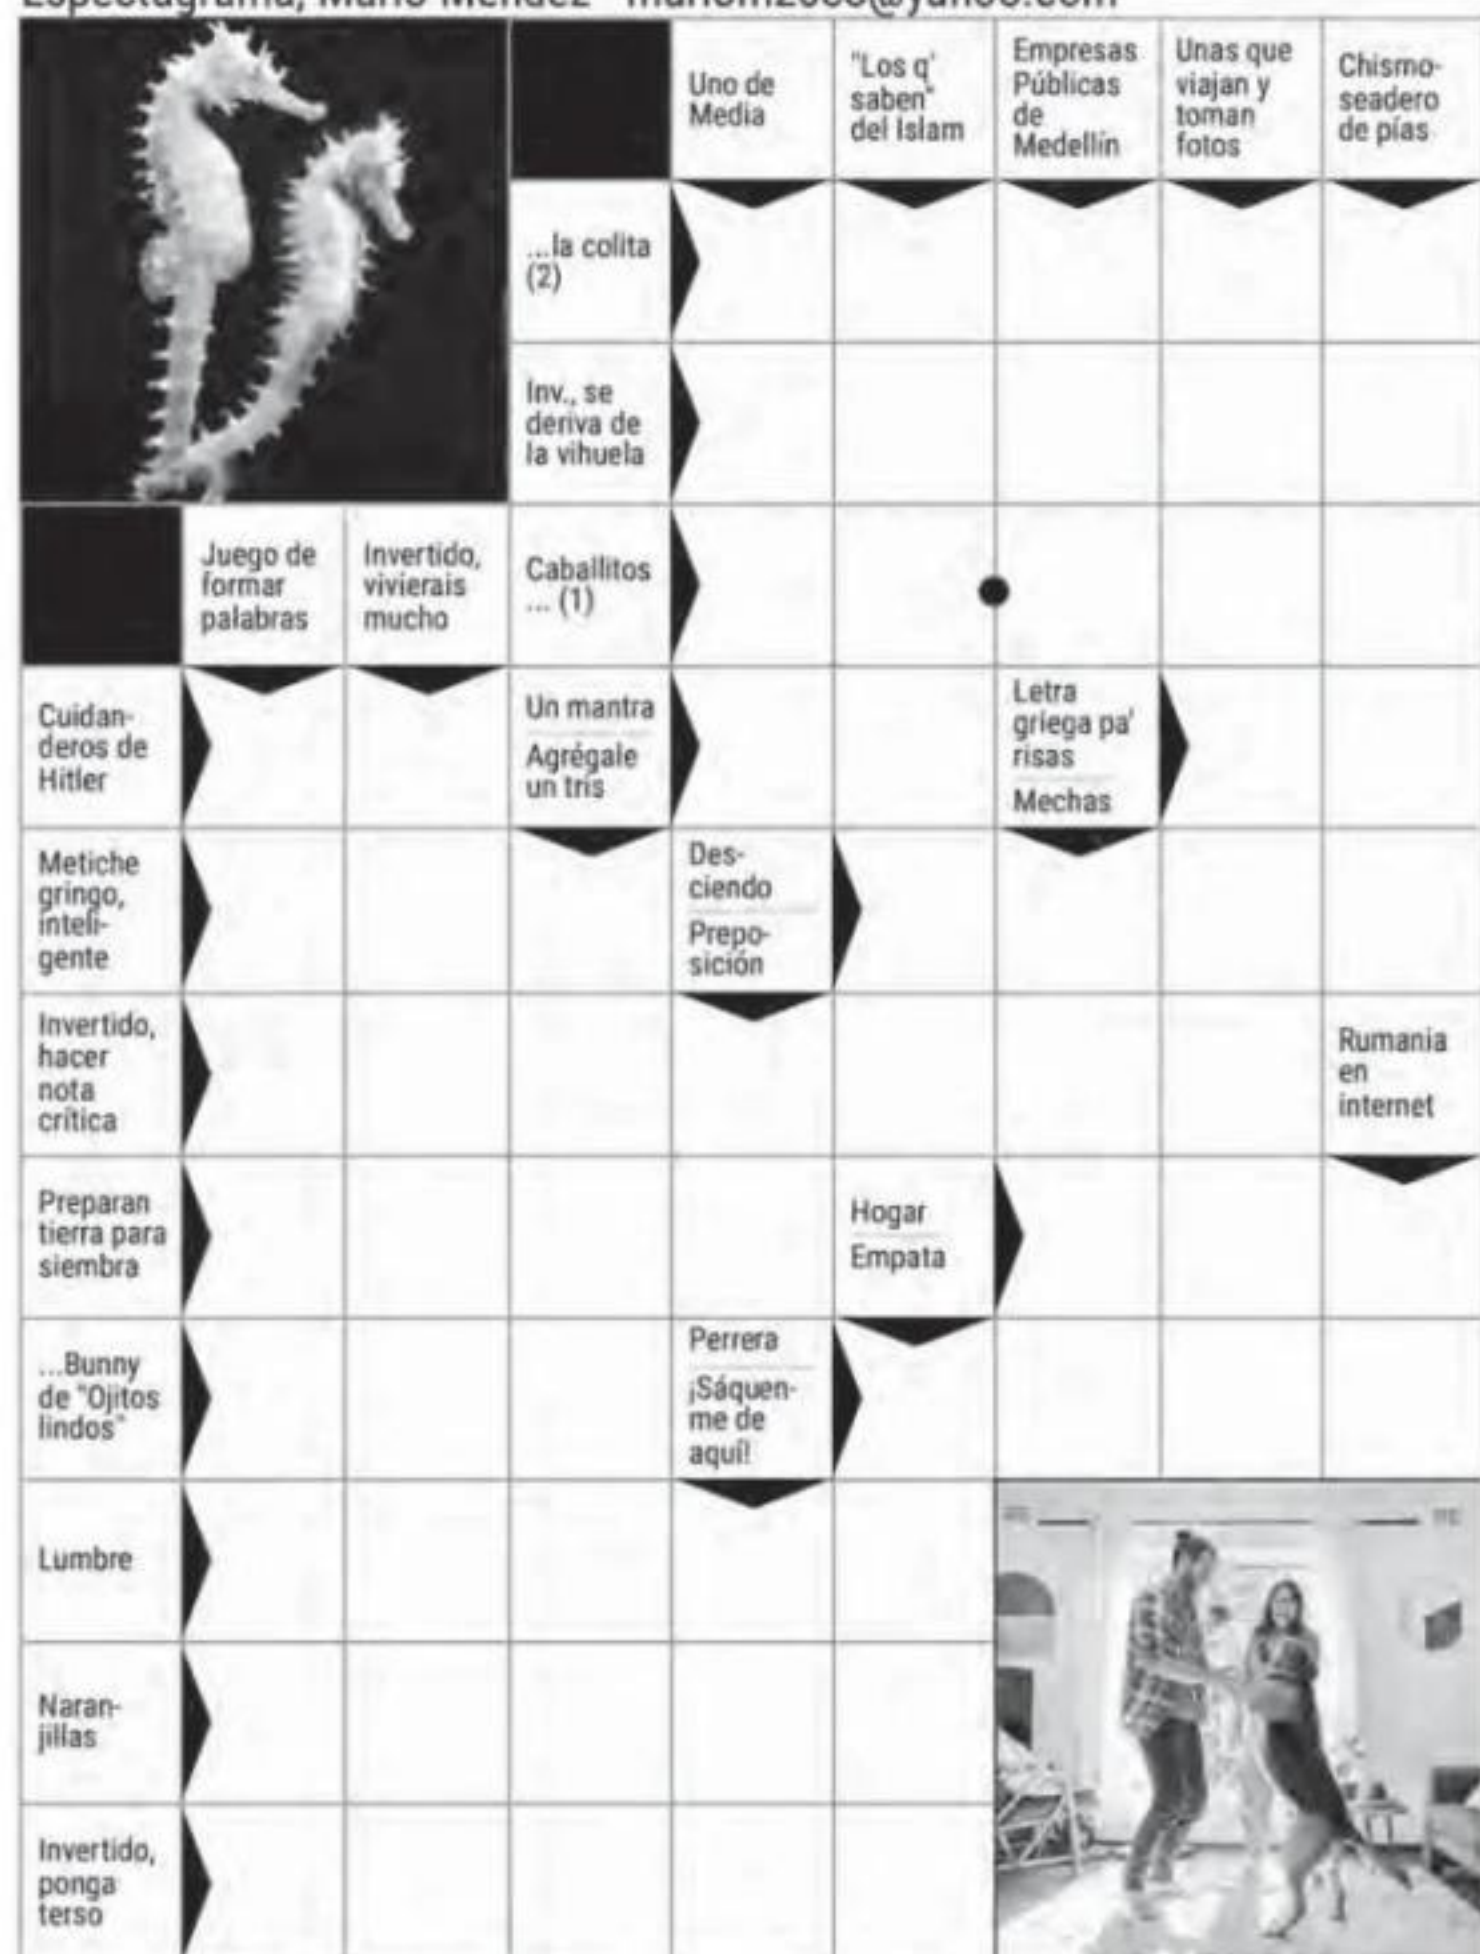 Uno de
Media
"Los q'
saben"
del Islam
Empresas
Públicas
de
Medellín
Unas que
viajan y
toman
fotos
Chismo-
seadero
de pías
...la colita
(2)
Inv., se
deriva de
la vihuela
Juego de
formar
palabras
Invertido,
vivierais
mucho
Caballitos
... (1)
Cuidan-
deros de
Hitler
Un mantra
Agrégale
un tris
Letra
griega pa'
risas
Mechas
Metiche
gringo,
inteli-
gente
Des-
ciendo
Prepo-
sición
Invertido,
hacer
nota
crítica
Rumania
en
internet
Preparan
tierra para
siembra
Hogar
Empata
...Bunny
de "Ojitos
lindos"
Perrera
¡Sáquen-
me de
aquí!
Lumbre
Naran-
jillas
Invertido,
ponga
terso